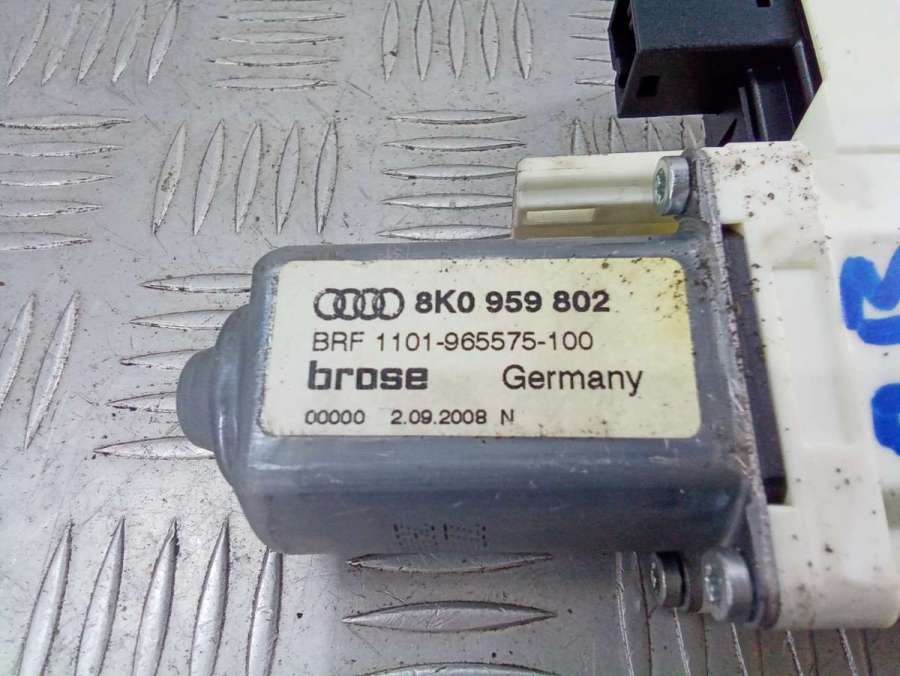 8K0 959 802
BRF 1101-965575-100
brose Germany
00000 2.09.2008 N